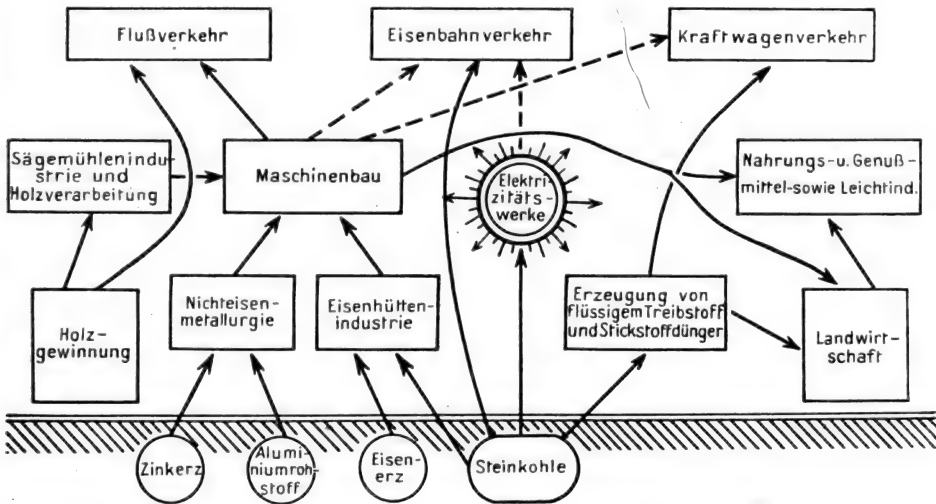 Flußverkehr
Eisenbahnverkehr
Kraftwagenverkehr
Sägemühlenindu-
strie und
Holzverarbeitung
Maschinenbau
Elektri-
zitäts-
werke
Nahrungs-u. Genuß-
mittel-sowie Leichtind.
Holz-
gewinnung
Nichteisen-
metallurgie
Eisenhütten-
industrie
Erzeugung von
flüssigem Treibstoff
und Stickstoffdünger
Landwirt-
schaft
Zinkerz
Alumi-
niumroh-
stoff
Eisen-
erz
Steinkohle